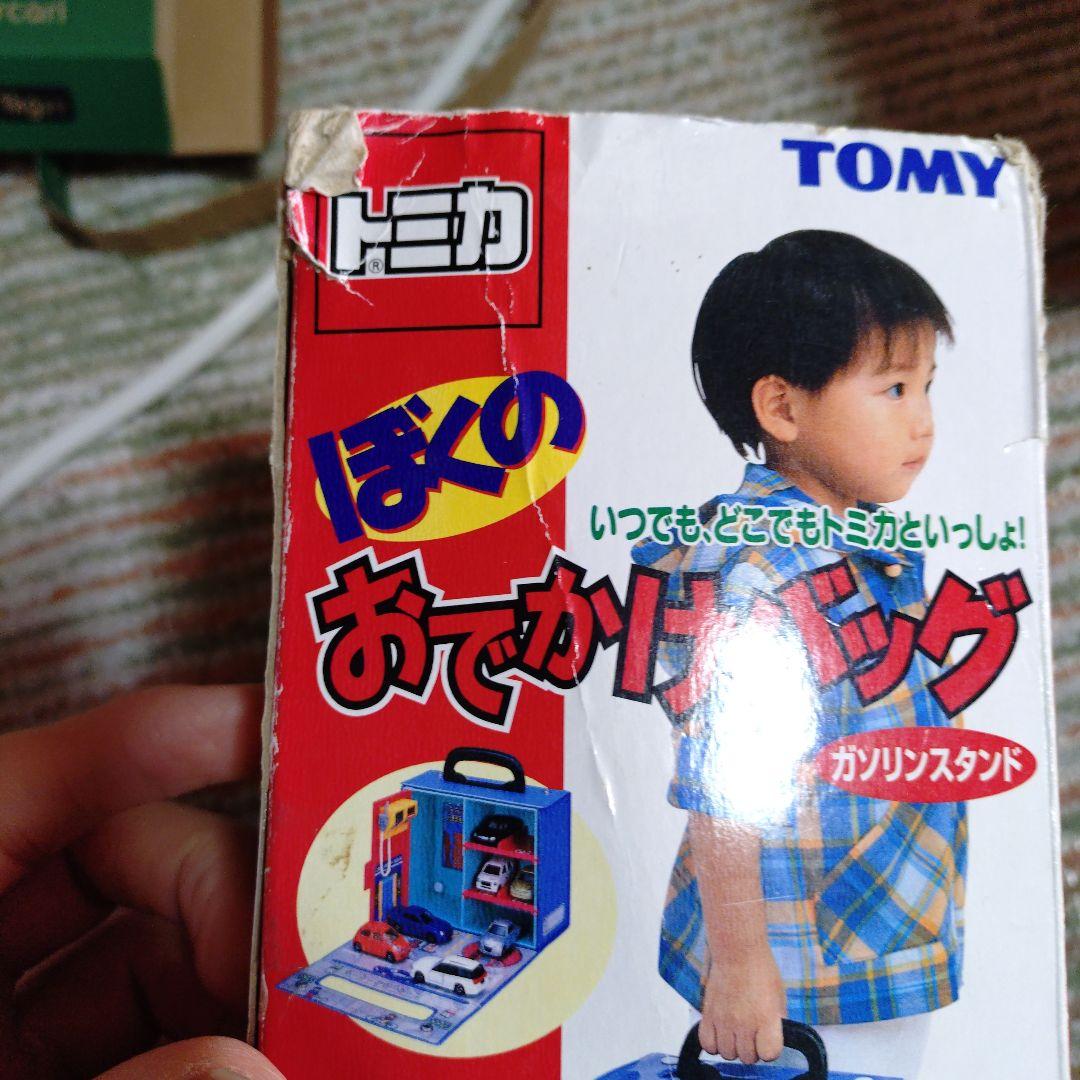 トミカ®
TOMY
ぼくの
いつでも、どこでもトミカといっしょ!
おでかけバッグ
ガソリンスタンド